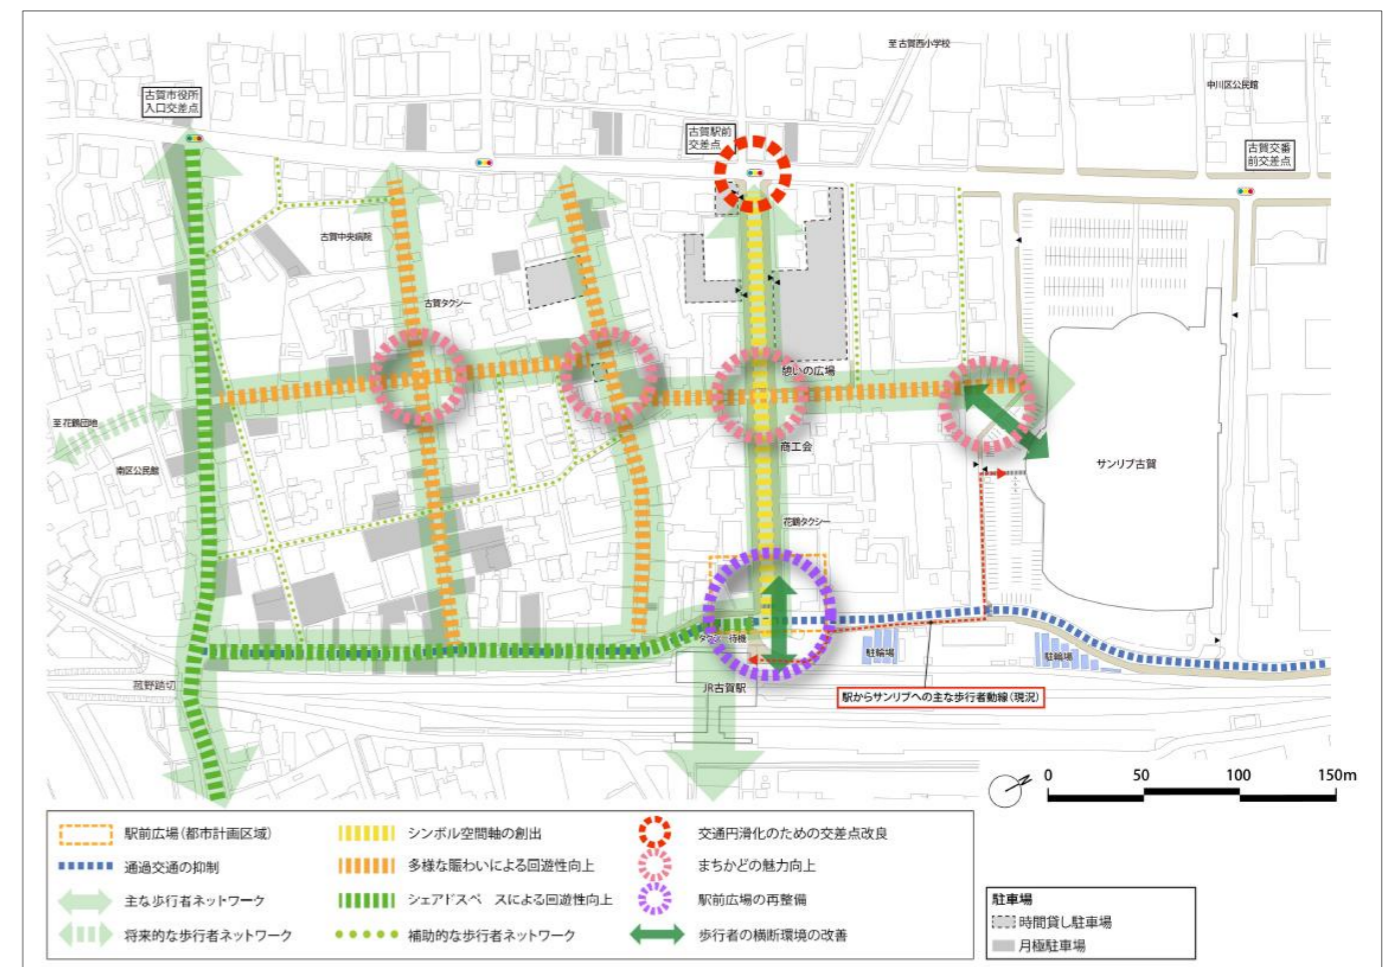 至 古賀西小学校
中川区公民館
古賀市役所
入口交差点
古賀駅前
交差点
古賀交番
前交差点
古賀中央病院
古賀タクシー
憩いの広場
至 花鶴団地
商工会
南区公民館
サンリブ古賀
花鶴タクシー
タクシー待機
駐輪場
駐輪場
菰野踏切
JR古賀駅
駅からサンリブへの主な歩行者動線（現況）
0 50 100 150m
駅前広場（都市計画区域）
シンボル空間軸の創出
交通円滑化のための交差点改良
通過交通の抑制
多様な賑わいによる回遊性向上
まちかどの魅力向上
主な歩行者ネットワーク
シェアドスペースによる回遊性向上
駅前広場の再整備
将来的な歩行者ネットワーク
補助的な歩行者ネットワーク
歩行者の横断環境の改善
駐車場
時間貸し駐車場
月極駐車場